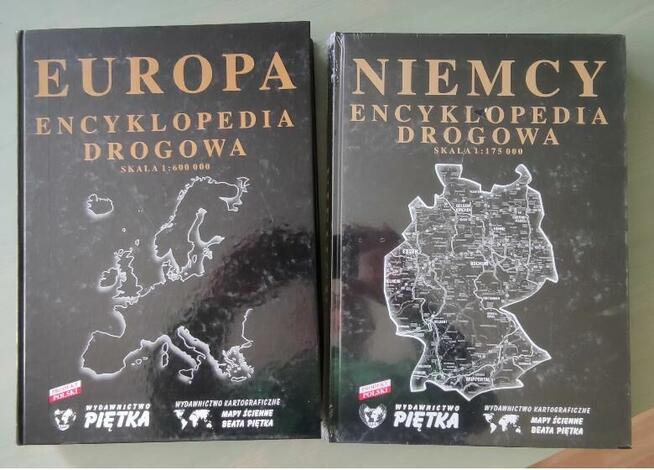 EUROPA
ENCYKLOPEDIA
DROGOWA
SKALA 1:600 000
PRODUKT
POLSKI
WYDAWNICTWO
PIĘTKA
WYDAWNICTWO KARTOGRAFICZNE
MAPY ŚCIENNE
BEATA PIĘTKA
NIEMCY
ENCYKLOPEDIA
DROGOWA
SKALA 1:175 000
PRODUKT
POLSKI
WYDAWNICTWO
PIĘTKA
WYDAWNICTWO KARTOGRAFICZNE
MAPY ŚCIENNE
BEATA PIĘTKA